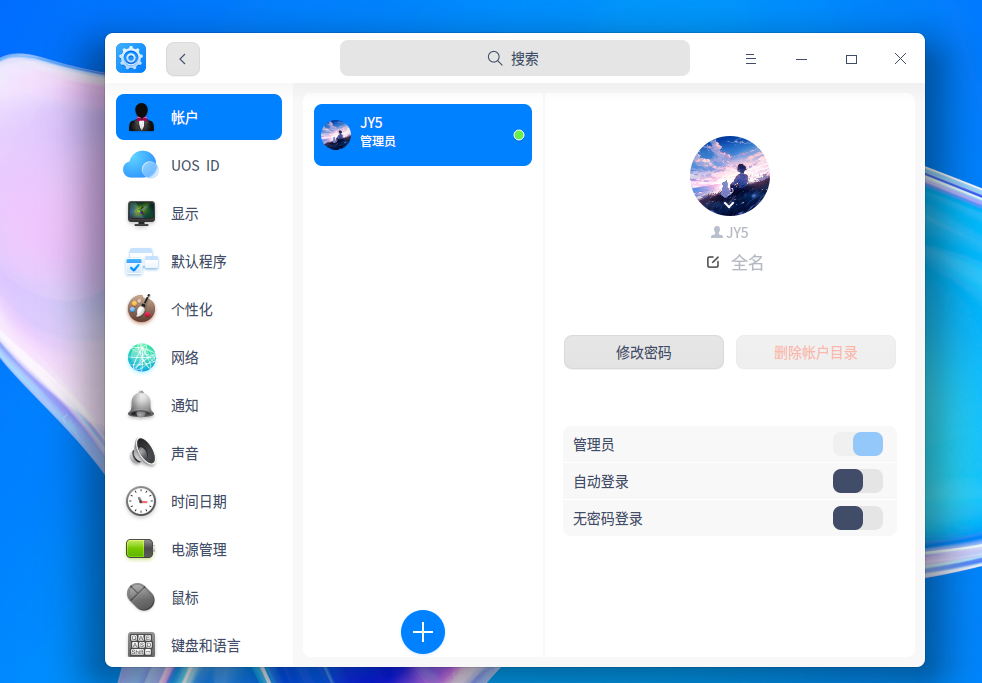 搜索
帐户
UOS ID
显示
默认程序
个性化
网络
通知
声音
时间日期
电源管理
鼠标
键盘和语言
JY5
管理员
JY5
全名
修改密码
删除帐户目录
管理员
自动登录
无密码登录